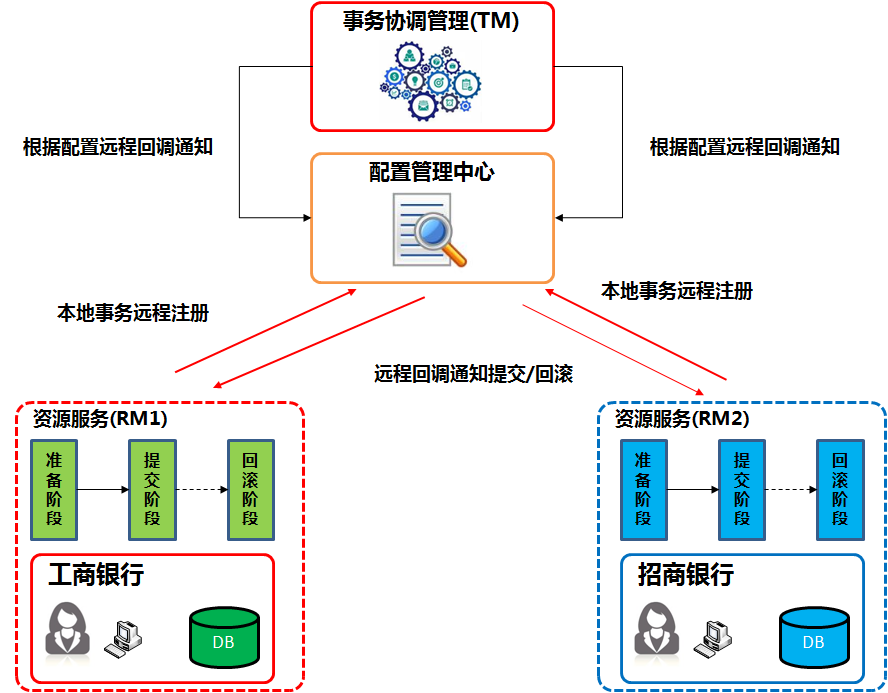 事务协调管理(TM)
根据配置远程回调通知
根据配置远程回调通知
配置管理中心
本地事务远程注册
本地事务远程注册
远程回调通知提交/回滚
资源服务(RM1)
准备阶段
提交阶段
回滚阶段
工商银行
DB
资源服务(RM2)
准备阶段
提交阶段
回滚阶段
招商银行
DB